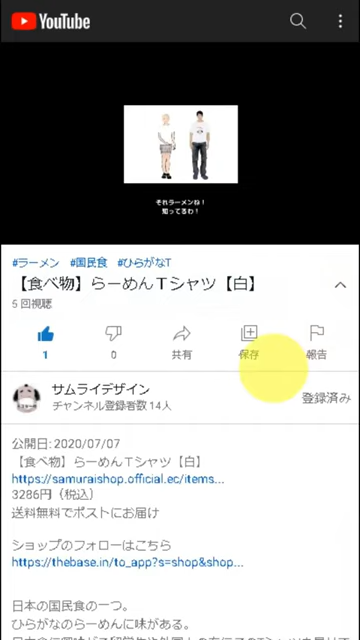 YouTube
それラーメンね！
知ってるわ！
#ラーメン #国民食 #ひらがなT
【食べ物】らーめんＴシャツ【白】
5 回視聴
1
0
共有
保存
報告
サムライデザイン
チャンネル登録者数 14人
登録済み
公開日: 2020/07/07
【食べ物】らーめんＴシャツ【白】
https://samuraishop.official.ec/items...
3286円（税込）
送料無料でポストにお届け
ショップのフォローはこちら
https://thebase.in/to_app?s=shop&shop...
日本の国民食の一つ。
ひらがなのらーめんに味がある。